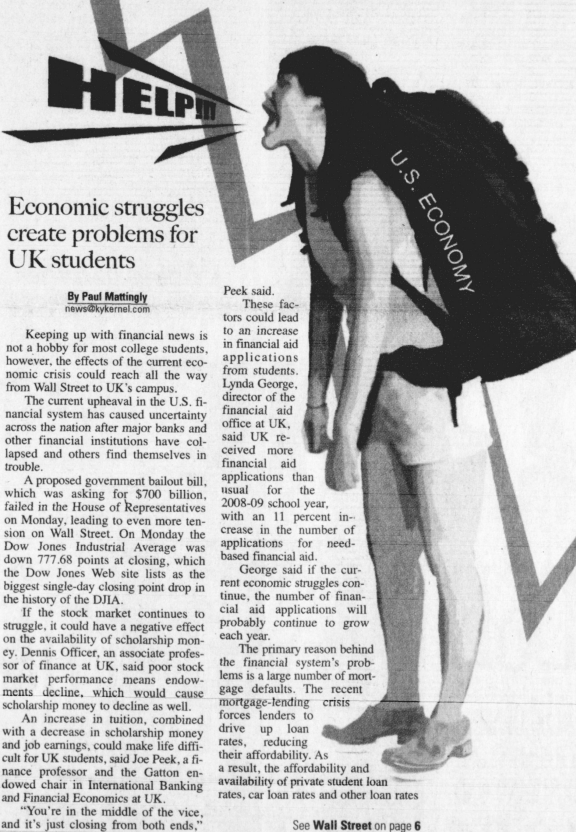 HELP!!!
U.S. ECONOMY
Economic struggles
create problems for
UK students
By Paul Mattingly
news@kykernel.com
Keeping up with financial news is
not a hobby for most college students,
however, the effects of the current eco-
nomic crisis could reach all the way
from Wall Street to UK's campus.
The current upheaval in the U.S. fi-
nancial system has caused uncertainty
across the nation after major banks and
other financial institutions have col-
lapsed and others find themselves in
trouble.
A proposed government bailout bill,
which was asking for $700 billion,
failed in the House of Representatives
on Monday, leading to even more ten-
sion on Wall Street. On Monday the
Dow Jones Industrial Average was
down 777.68 points at closing, which
the Dow Jones Web site lists as the
biggest single-day closing point drop in
the history of the DJIA.
If the stock market continues to
struggle, it could have a negative effect
on the availability of scholarship mon-
ey. Dennis Officer, an associate profes-
sor of finance at UK, said poor stock
market performance means endow-
ments decline, which would cause
scholarship money to decline as well.
An increase in tuition, combined
with a decrease in scholarship money
and job earnings, could make life diffi-
cult for UK students, said Joe Peek, a fi-
nance professor and the Gatton en-
dowed chair in International Banking
and Financial Economics at UK.
"You're in the middle of the vice,
and it's just closing from both ends,"
Peek said.
These fac-
tors could lead
to an increase
in financial aid
applications
from students.
Lynda George,
director of the
financial aid
office at UK,
said UK re-
ceived more
financial aid
applications than
usual for the
2008-09 school year,
with an 11 percent in-
crease in the number of
applications for need-
based financial aid.
George said if the cur-
rent economic struggles con-
tinue, the number of finan-
cial aid applications will
probably continue to grow
each year.
The primary reason behind
the financial system's prob-
lems is a large number of mort-
gage defaults. The recent
mortgage-lending crisis
forces lenders to
drive up loan
rates, reducing
their affordability. As
a result, the affordability and
availability of private student loan
rates, car loan rates and other loan rates
See Wall Street on page 6